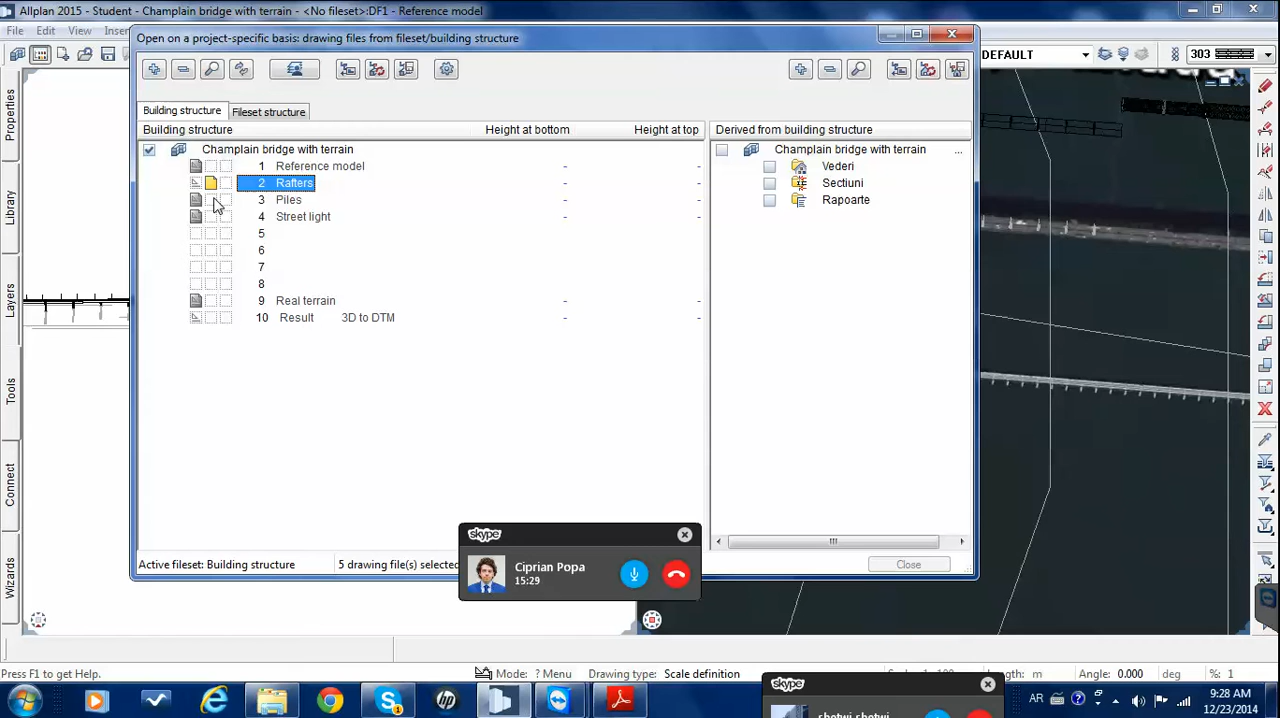 Allplan 2015 - Student - Champlain bridge with terrain - <No fileset>:DF1 - Reference model
File Edit View
Open on a project-specific basis: drawing files from fileset/building structure
DEFAULT
303
Building structure
Fileset structure
Building structure Height at bottom Height at top
Derived from building structure
Champlain bridge with terrain
1 Reference model - -
2 Rafters - -
3 Piles - -
4 Street light - -
5 - -
6 - -
7 - -
8 - -
9 Real terrain - -
10 Result 3D to DTM - -
Champlain bridge with terrain ...
Vederi
Sectiuni
Rapoarte
Properties
Library
Layers
Tools
Connect
Wizards
Active fileset: Building structure
5 drawing file(s) selected
Close
skype
Ciprian Popa
15:29
Press F1 to get Help.
Mode: ? Menu
Drawing type: Scale definition
Length: m
Angle: 0.000 deg
%: 1
skype
AR
9:28 AM
12/23/2014